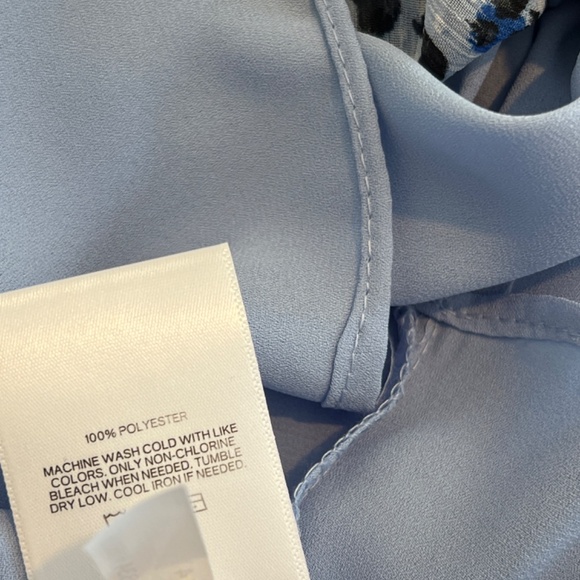 100% POLYESTER
MACHINE WASH COLD WITH LIKE
COLORS. ONLY NON-CHLORINE
BLEACH WHEN NEEDED. TUMBLE
DRY LOW. COOL IRON IF NEEDED.